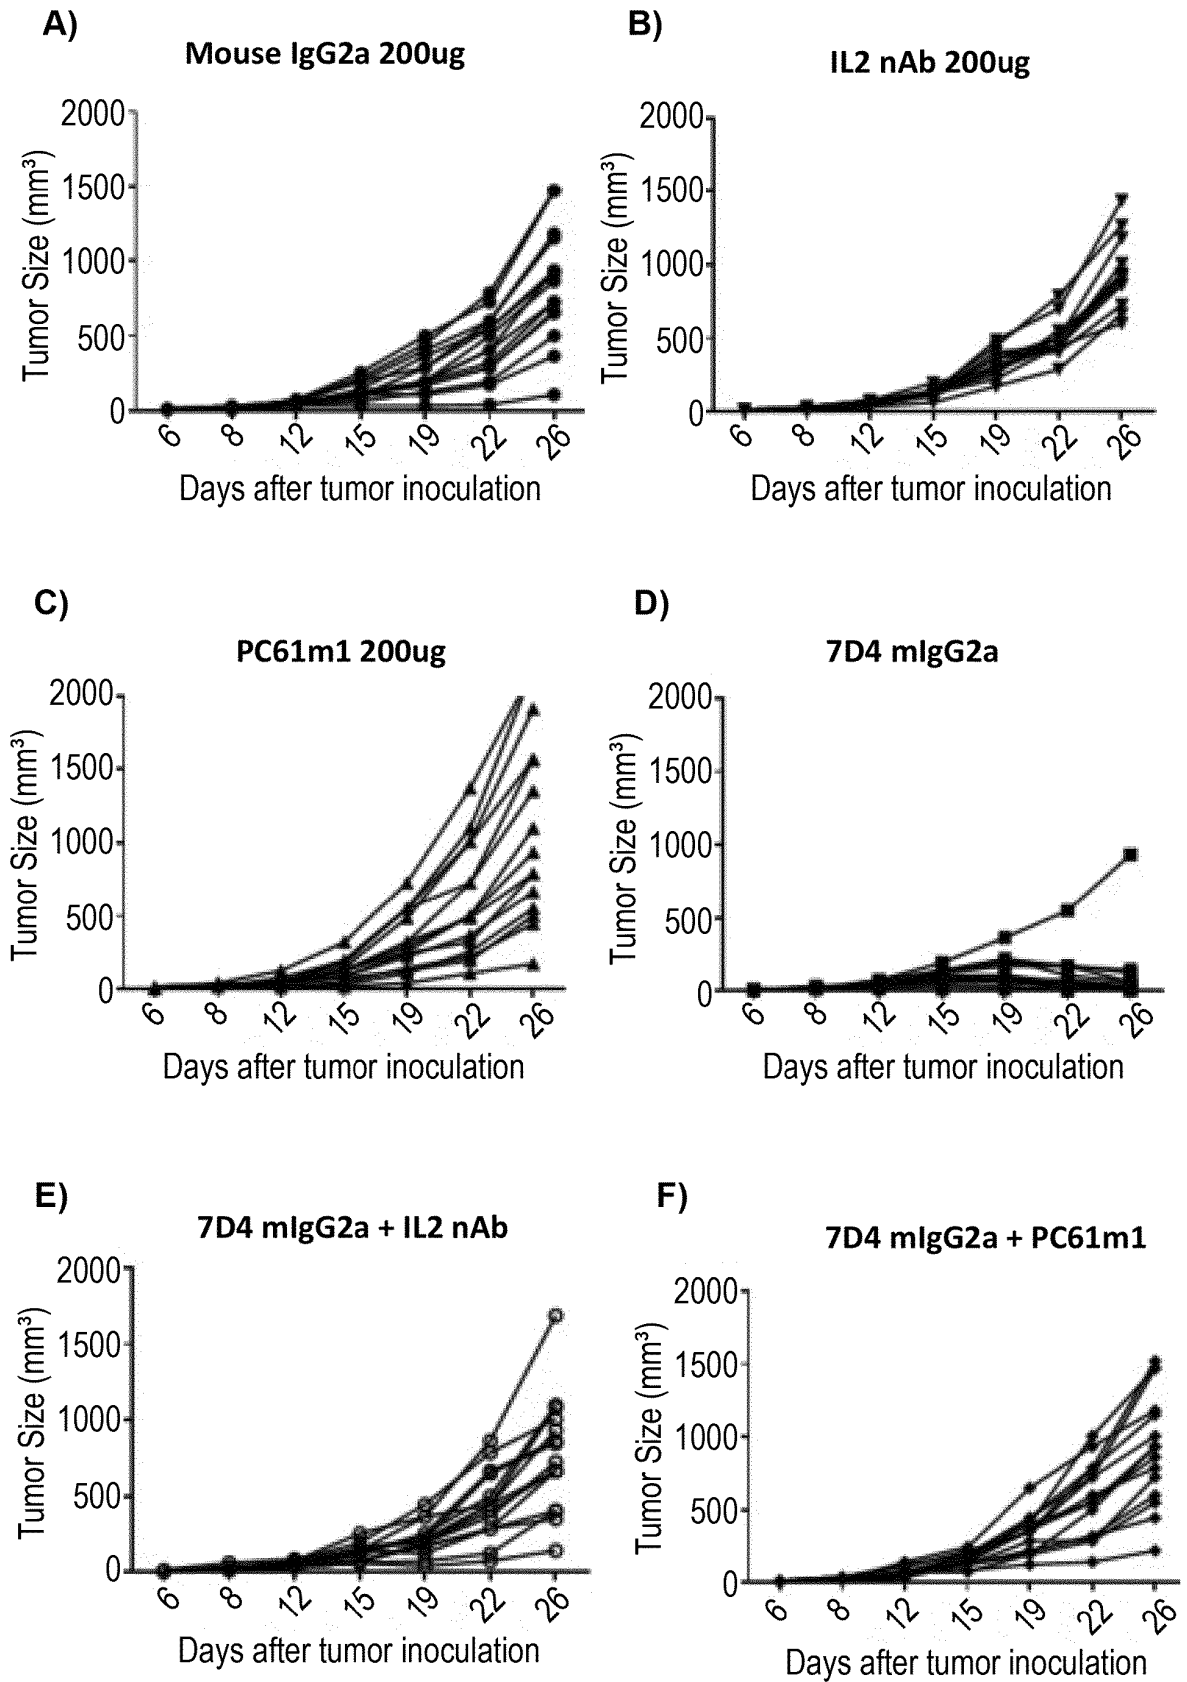 A)
Mouse IgG2a 200ug
2000
1500
1000
500
0
Tumor Size (mm³)
6 8 12 15 19 22 26
Days after tumor inoculation
B)
IL2 nAb 200ug
2000
1500
1000
500
0
Tumor Size (mm³)
6 8 12 15 19 22 26
Days after tumor inoculation
C)
PC61m1 200ug
2000
1500
1000
500
0
Tumor Size (mm³)
6 8 12 15 19 22 26
Days after tumor inoculation
D)
7D4 mIgG2a
2000
1500
1000
500
0
Tumor Size (mm³)
6 8 12 15 19 22 26
Days after tumor inoculation
E)
7D4 mIgG2a + IL2 nAb
2000
1500
1000
500
0
Tumor Size (mm³)
6 8 12 15 19 22 26
Days after tumor inoculation
F)
7D4 mIgG2a + PC61m1
2000
1500
1000
500
0
Tumor Size (mm³)
6 8 12 15 19 22 26
Days after tumor inoculation